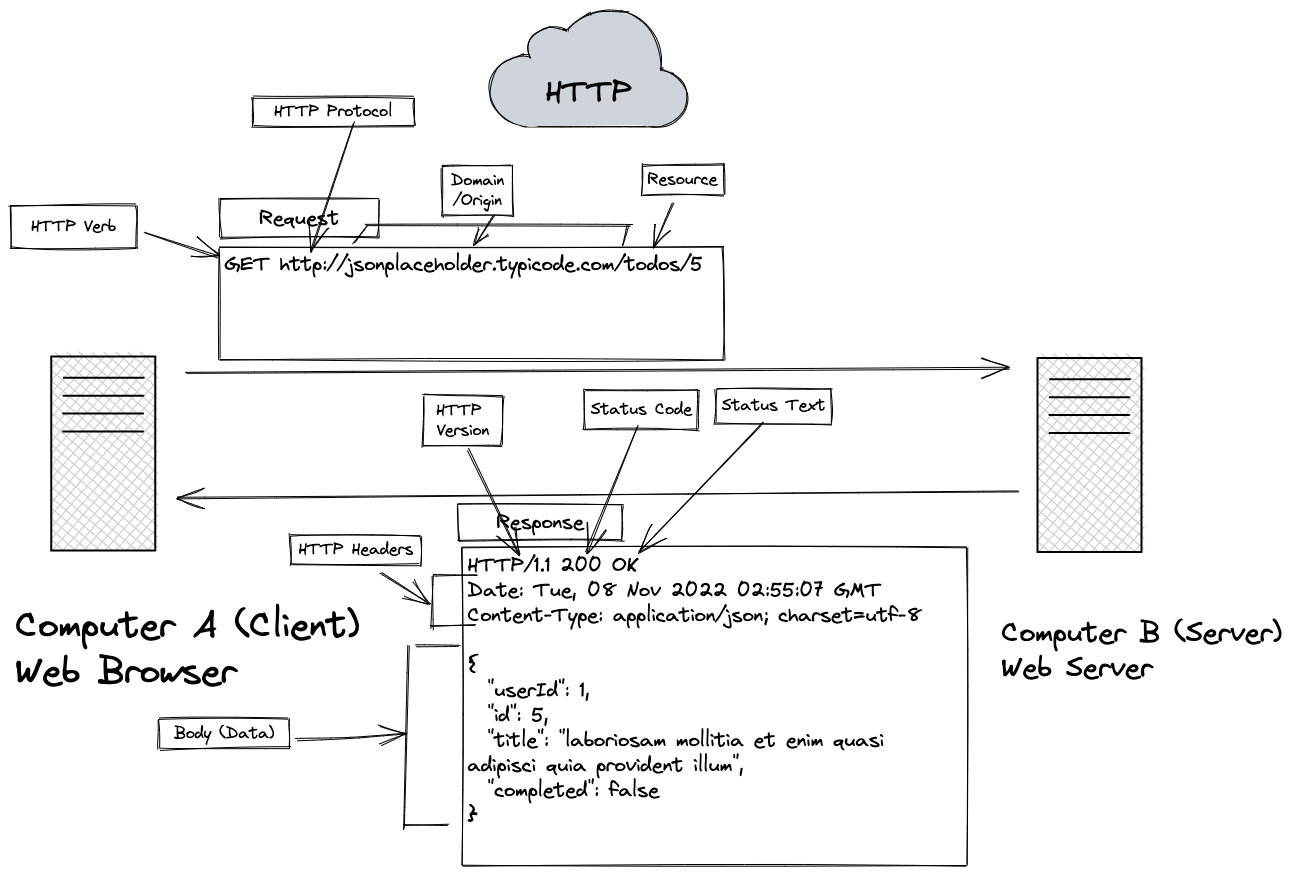 HTTP
HTTP Protocol
Domain
/Origin
Resource
HTTP Verb
Request
GET http://jsonplaceholder.typicode.com/todos/5
HTTP
Version
Status Code
Status Text
Response
HTTP Headers
HTTP/1.1 200 OK
Date: Tue, 08 Nov 2022 02:55:07 GMT
Content-Type: application/json; charset=utf-8
{
"userId": 1,
"id": 5,
"title": "laboriosam mollitia et enim quasi
adipisci quia provident illum",
"completed": false
}
Computer A (Client)
Web Browser
Body (Data)
Computer B (Server)
Web Server